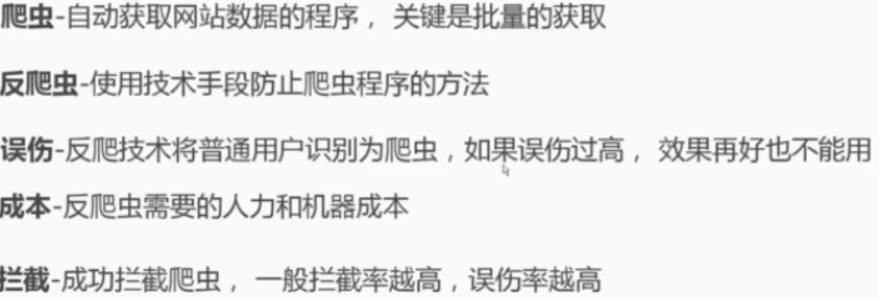 爬虫-自动获取网站数据的程序，关键是批量的获取
反爬虫-使用技术手段防止爬虫程序的方法
误伤-反爬技术将普通用户识别为爬虫，如果误伤过高，效果再好也不能用
成本-反爬虫需要的人力和机器成本
拦截-成功拦截爬虫，一般拦截率越高，误伤率越高